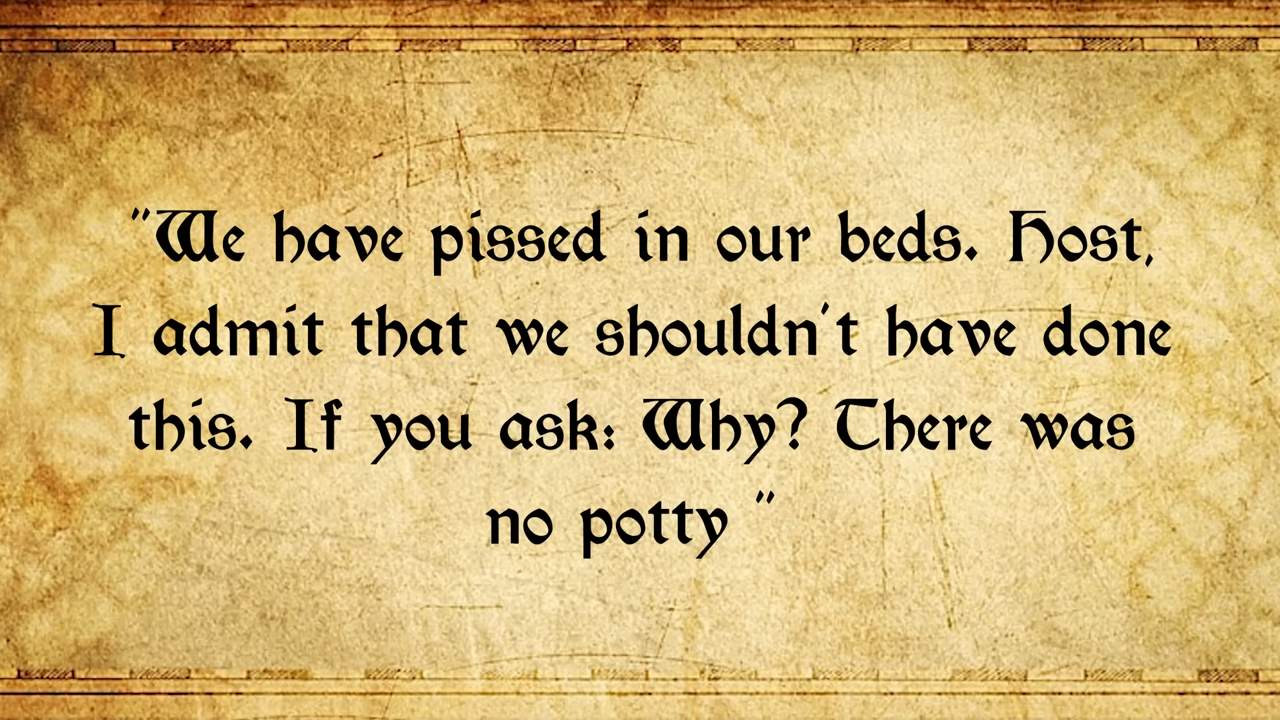 "We have pissed in our beds. Host,
I admit that we shouldn't have done
this. If you ask: Why? There was
no potty "